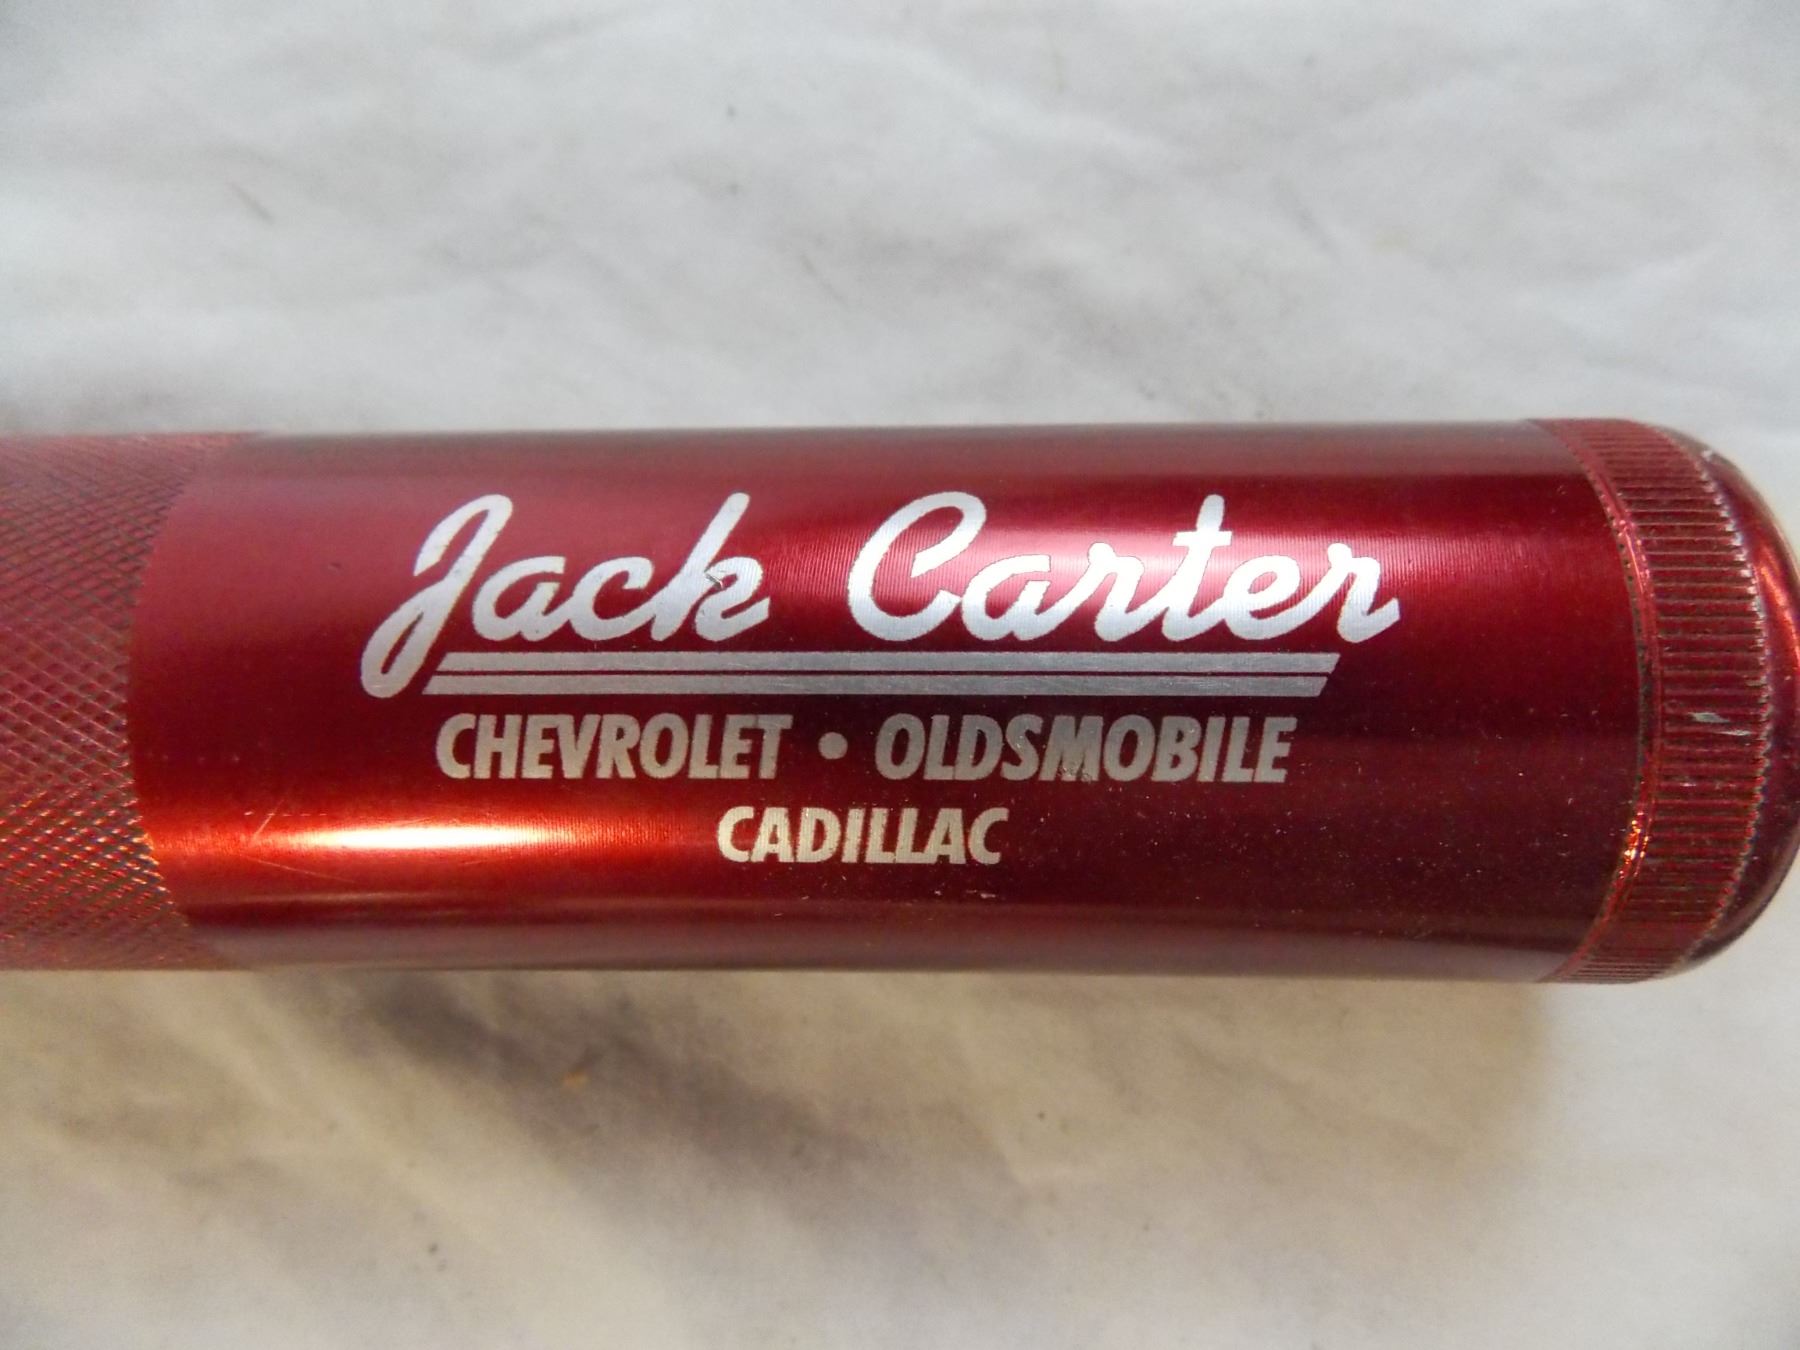 Jack Carter
CHEVROLET • OLDSMOBILE
CADILLAC